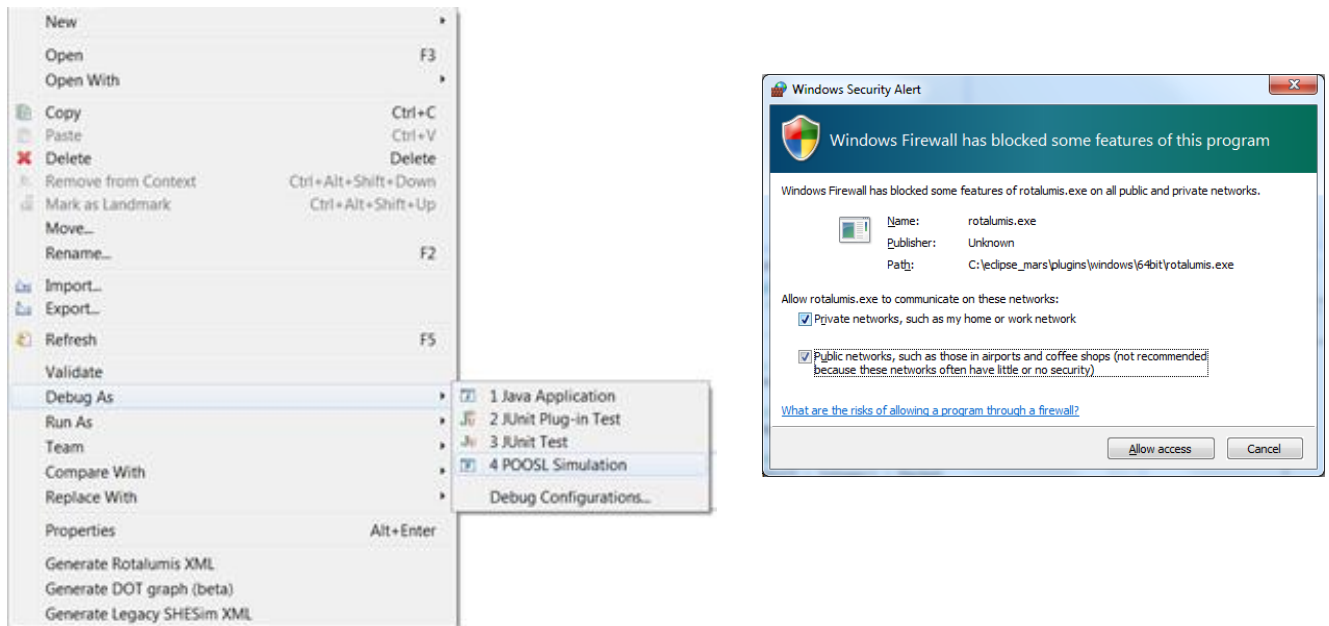 New
Open F3
Open With
Copy Ctrl+C
Paste Ctrl+V
Delete Delete
Remove from Context Ctrl+Alt+Shift+Down
Mark as Landmark Ctrl+Alt+Shift+Up
Move...
Rename... F2
Import...
Export...
Refresh F5
Validate
Debug As
Run As
Team
Compare With
Replace With
Properties Alt+Enter
Generate Rotalumis XML
Generate DOT graph (beta)
Generate Legacy SHESim XML
1 Java Application
2 JUnit Plug-in Test
3 JUnit Test
4 POOSL Simulation
Debug Configurations...
Windows Security Alert
Windows Firewall has blocked some features of this program
Windows Firewall has blocked some features of rotalumis.exe on all public and private networks.
Name: rotalumis.exe
Publisher: Unknown
Path: C:\eclipse_mars\plugins\windows\64bit\rotalumis.exe
Allow rotalumis.exe to communicate on these networks:
Private networks, such as my home or work network
Public networks, such as those in airports and coffee shops (not recommended
because these networks often have little or no security)
What are the risks of allowing a program through a firewall?
Allow access Cancel